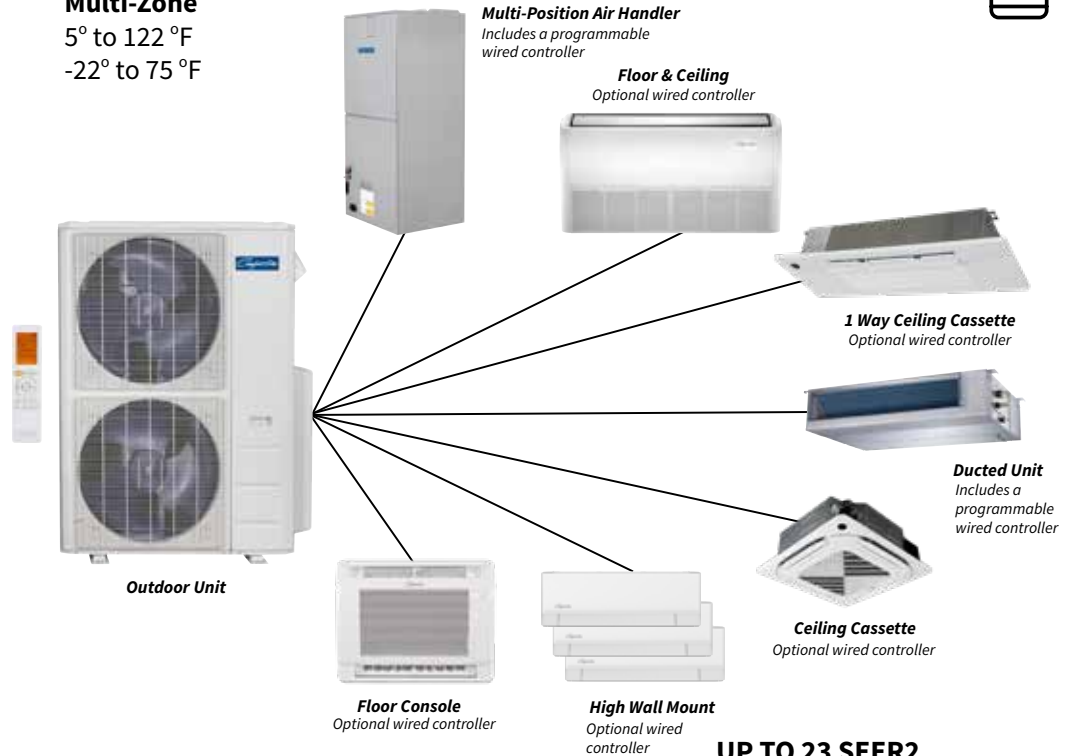 Multi-Zone
5° to 122 °F
-22° to 75 °F
Multi-Position Air Handler
Includes a programmable
wired controller
Floor & Ceiling
Optional wired controller
1 Way Ceiling Cassette
Optional wired controller
Ducted Unit
Includes a
programmable
wired controller
Outdoor Unit
Ceiling Cassette
Optional wired controller
Floor Console
Optional wired controller
High Wall Mount
Optional wired
controller
UP TO 23 SEER2